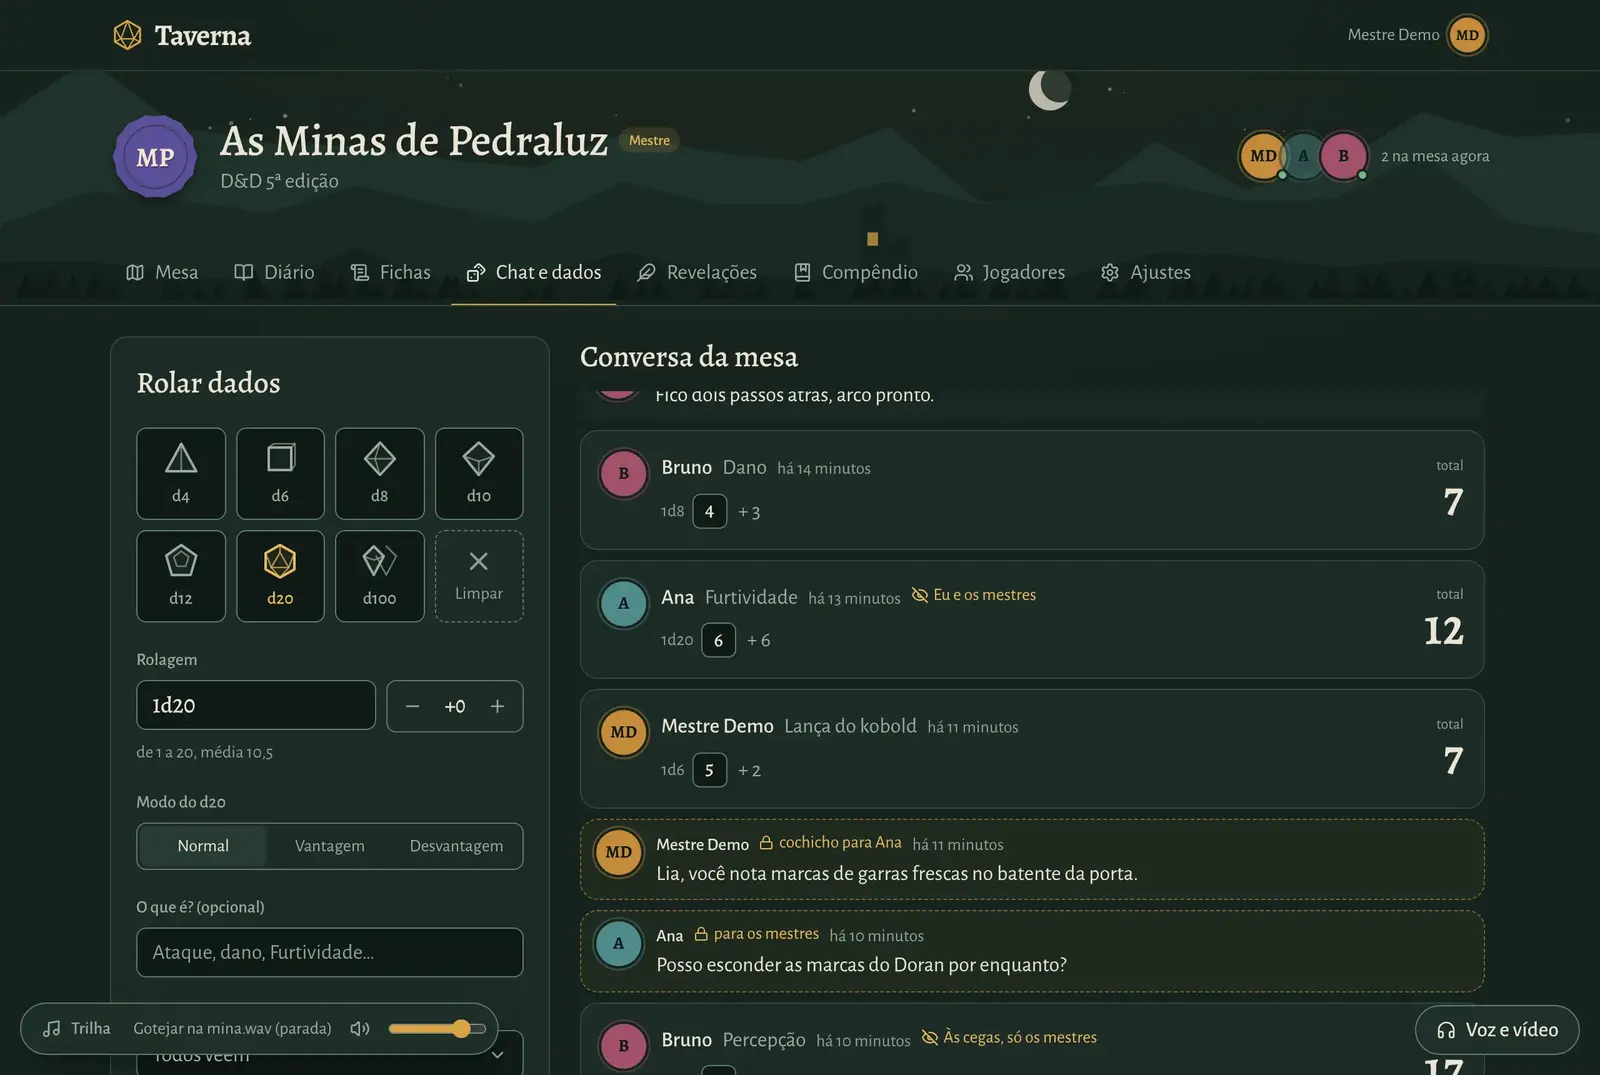 Taverna
Mestre Demo MD
MP
As Minas de Pedraluz Mestre
D&D 5ª edição
MD A B 2 na mesa agora
Mesa Diário Fichas Chat e dados Revelações Compêndio Jogadores Ajustes
Rolar dados
d4 d6 d8 d10
d12 d20 d100 Limpar
Rolagem
1d20 − +0 +
de 1 a 20, média 10,5
Modo do d20
Normal Vantagem Desvantagem
O que é? (opcional)
Ataque, dano, Furtividade...
Trilha Gotejar na mina.wav (parada)
Todos veem
Conversa da mesa
Fico dois passos atrás, arco pronto.
B Bruno Dano há 14 minutos total
1d8 4 + 3 7
A Ana Furtividade há 13 minutos Eu e os mestres total
1d20 6 + 6 12
MD Mestre Demo Lança do kobold há 11 minutos total
1d6 5 + 2 7
MD Mestre Demo cochicho para Ana há 11 minutos
Lia, você nota marcas de garras frescas no batente da porta.
A Ana para os mestres há 10 minutos
Posso esconder as marcas do Doran por enquanto?
B Bruno Percepção há 10 minutos Às cegas, só os mestres
17
Voz e vídeo